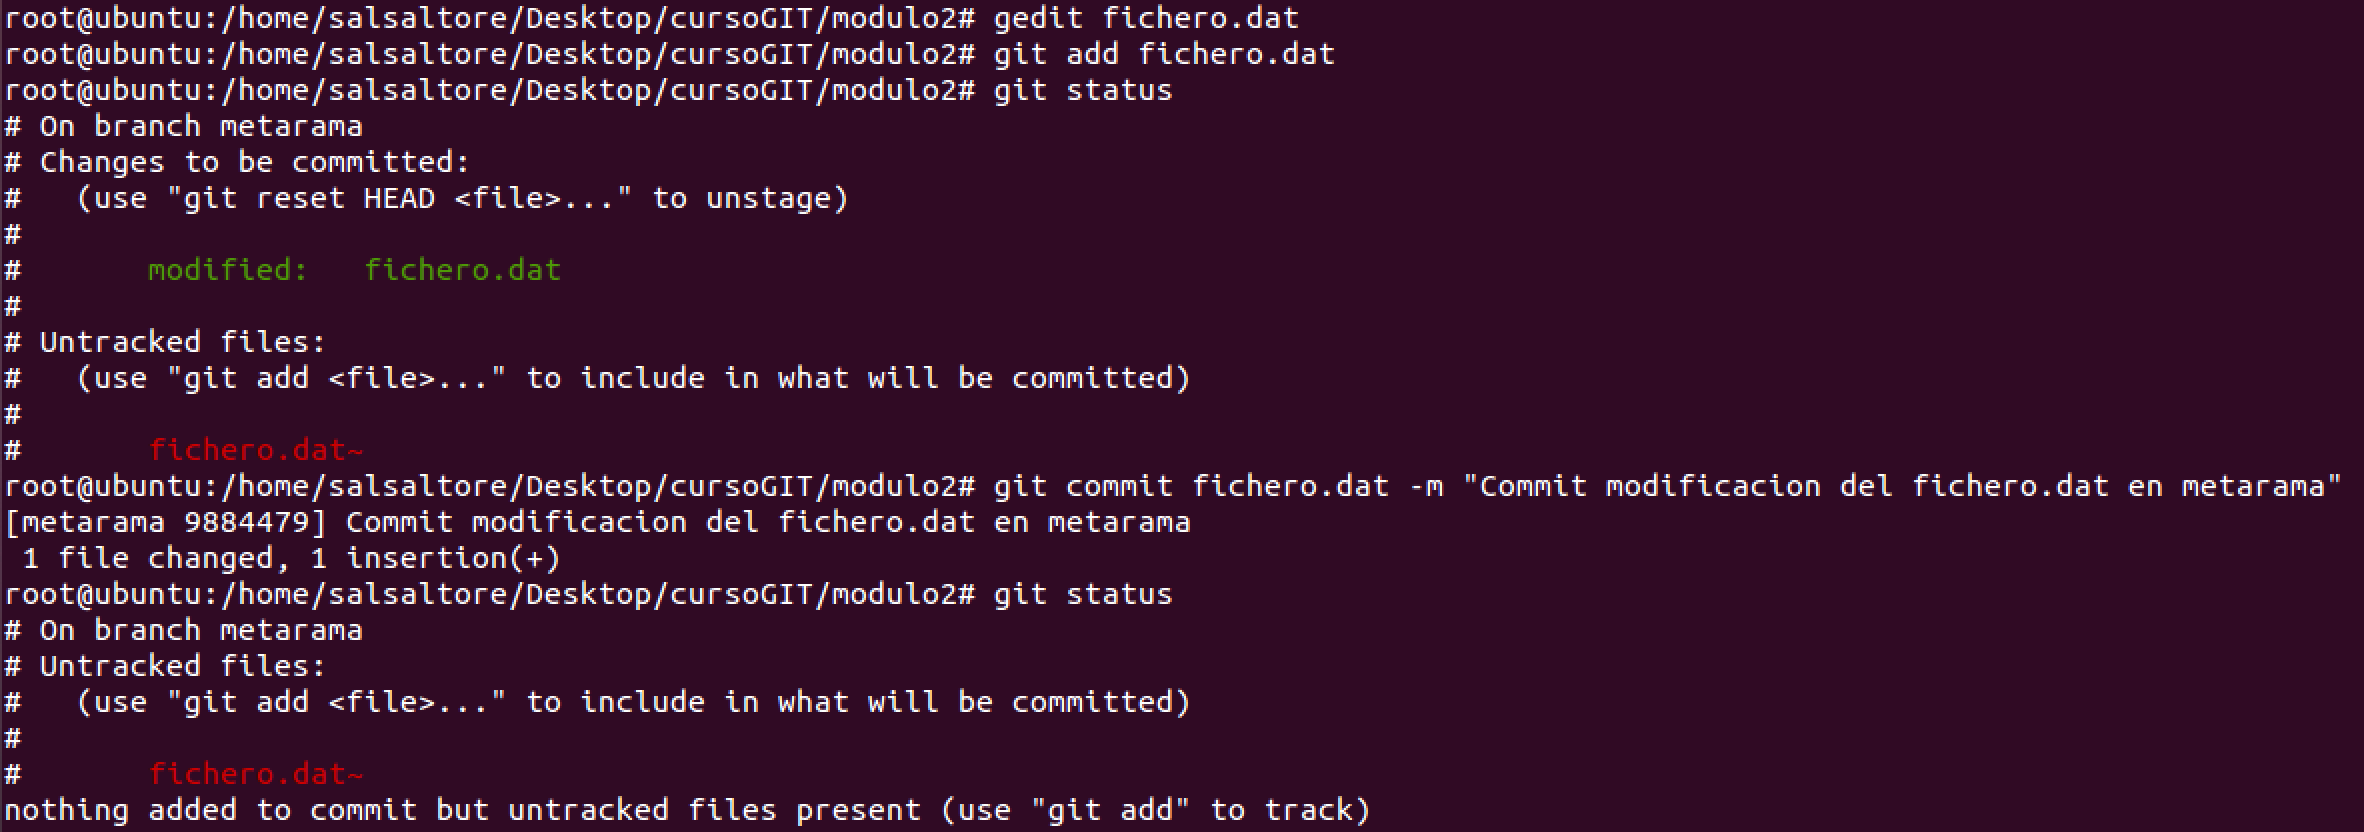 root@ubuntu:/home/salsaltore/Desktop/cursoGIT/modulo2# gedit fichero.dat
root@ubuntu:/home/salsaltore/Desktop/cursoGIT/modulo2# git add fichero.dat
root@ubuntu:/home/salsaltore/Desktop/cursoGIT/modulo2# git status
# On branch metarama
# Changes to be committed:
#   (use "git reset HEAD <file>..." to unstage)
#
#       modified:   fichero.dat
#
# Untracked files:
#   (use "git add <file>..." to include in what will be committed)
#
#       fichero.dat~
root@ubuntu:/home/salsaltore/Desktop/cursoGIT/modulo2# git commit fichero.dat -m "Commit modificacion del fichero.dat en metarama"
[metarama 9884479] Commit modificacion del fichero.dat en metarama
 1 file changed, 1 insertion(+)
root@ubuntu:/home/salsaltore/Desktop/cursoGIT/modulo2# git status
# On branch metarama
# Untracked files:
#   (use "git add <file>..." to include in what will be committed)
#
#       fichero.dat~
nothing added to commit but untracked files present (use "git add" to track)